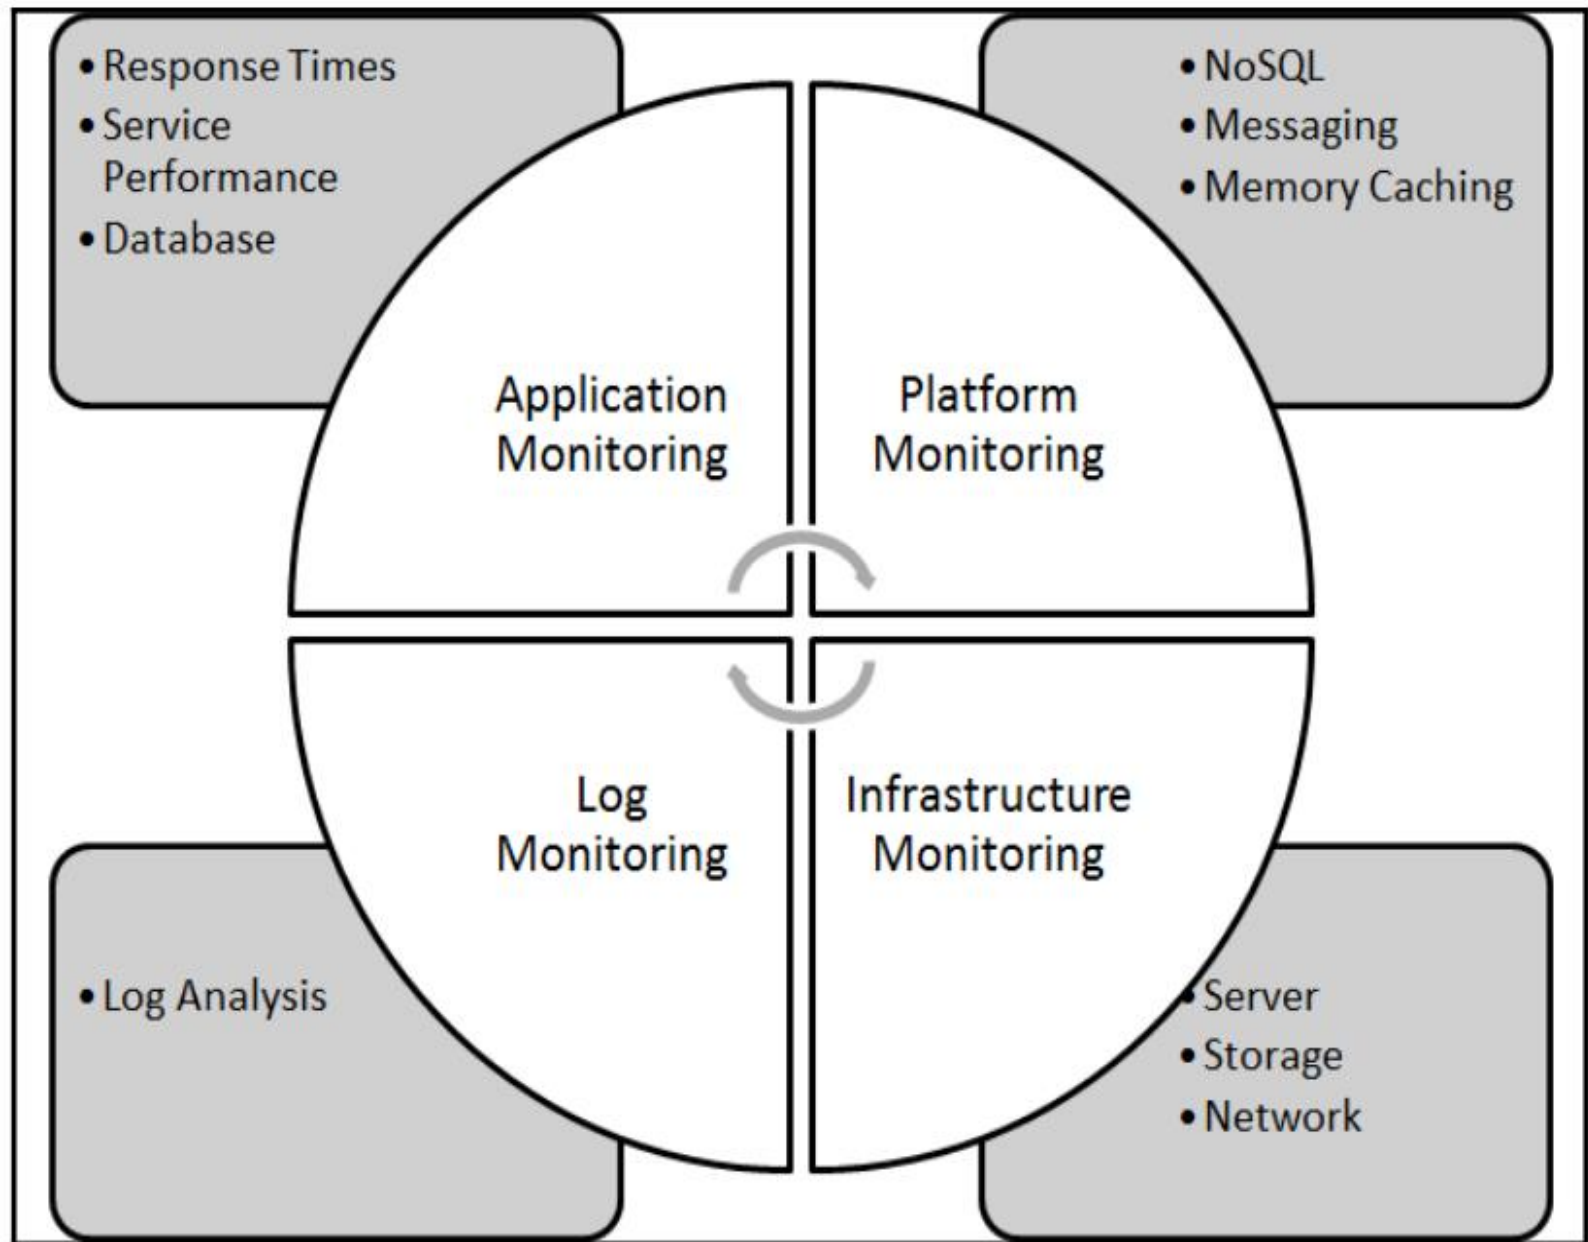 • Response Times
• Service
Performance
• Database
• NoSQL
• Messaging
• Memory Caching
Application
Monitoring
Platform
Monitoring
Log
Monitoring
Infrastructure
Monitoring
• Log Analysis
• Server
• Storage
• Network